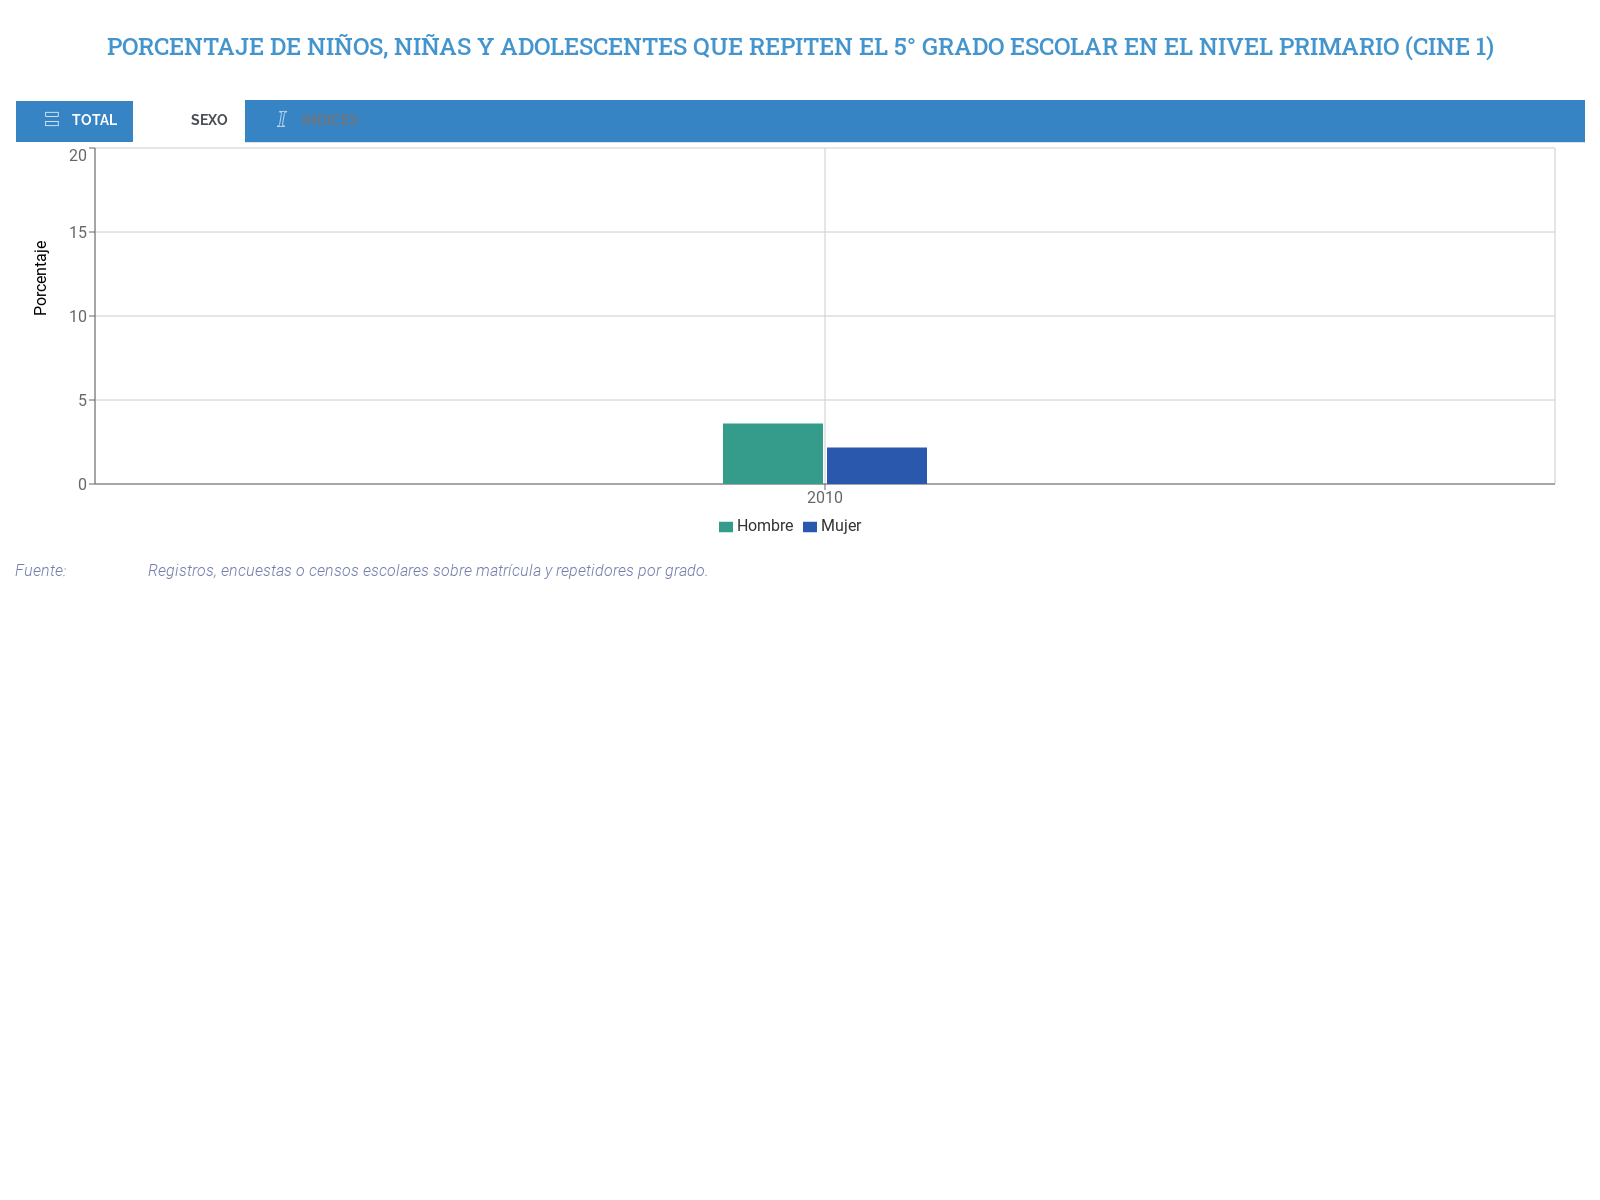 PORCENTAJE DE NIÑOS, NIÑAS Y ADOLESCENTES QUE REPITEN EL 5° GRADO ESCOLAR EN EL NIVEL PRIMARIO (CINE 1)
TOTAL SEXO INDICES
20
15
10
5
0
Porcentaje
2010
Hombre Mujer
Fuente: Registros, encuestas o censos escolares sobre matrícula y repetidores por grado.